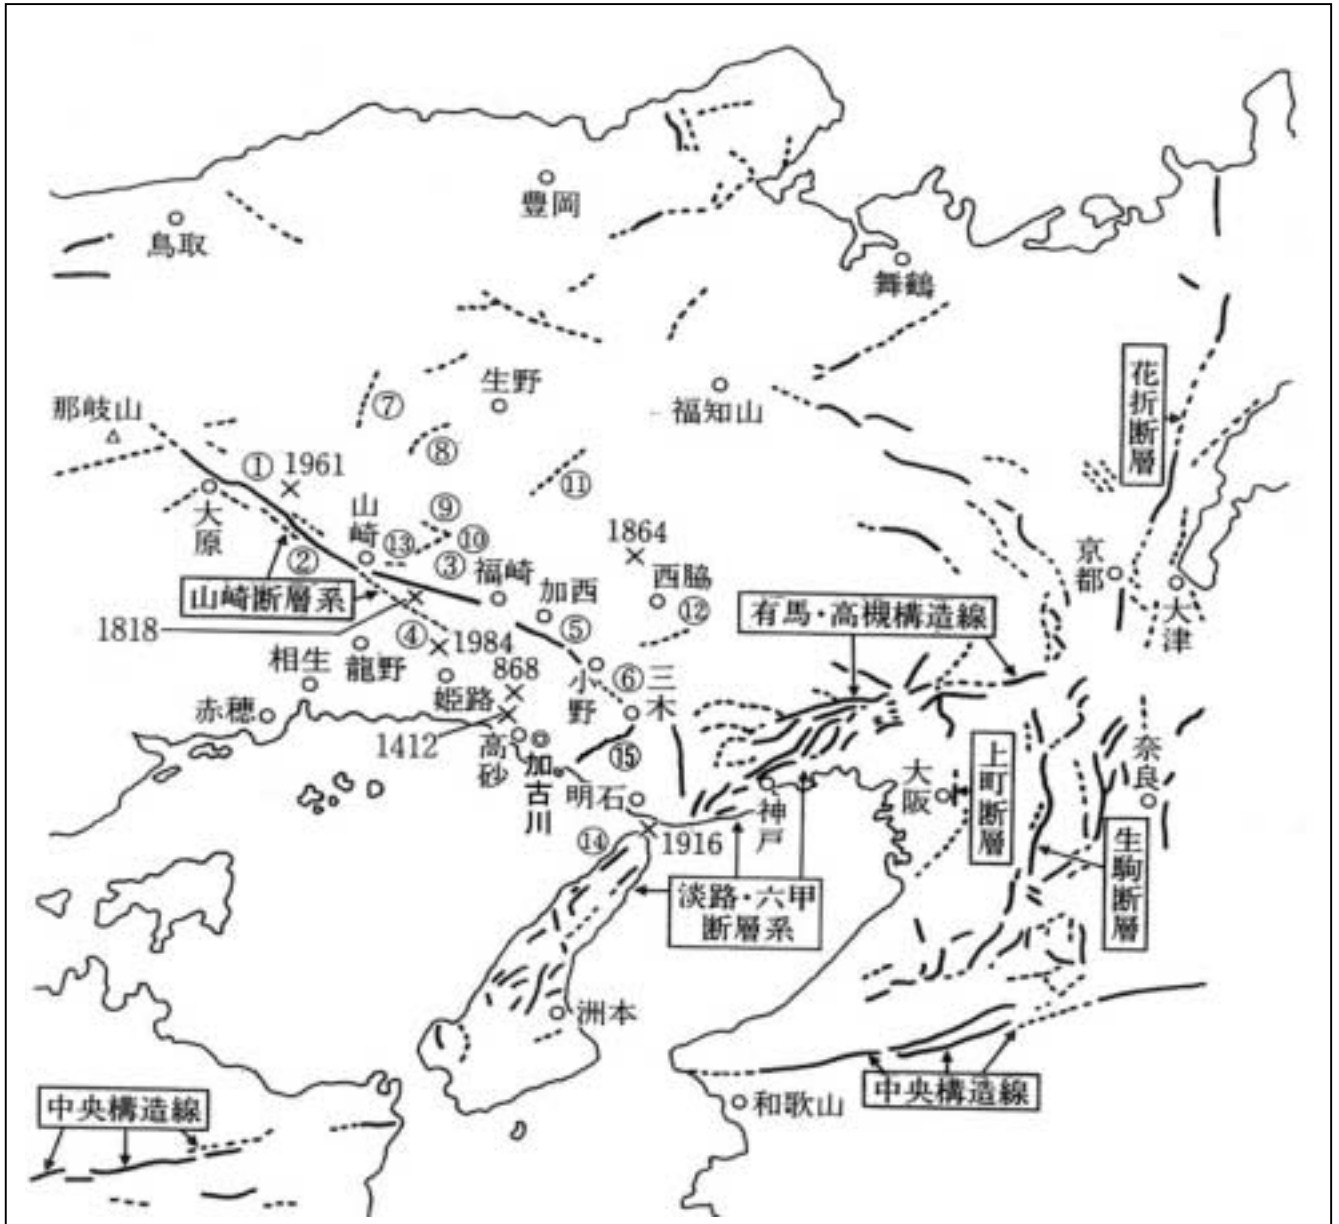 豊岡
鳥取
舞鶴
花折断層
生野
⑦
福知山
那岐山
⑧
① 1961
⑪
大原
山崎
⑨
⑬
⑩
1864
②
③
福崎
加西
西脇
⑫
京都
大津
山崎断層系
有馬・高槻構造線
1818
④
1984
⑤
相生
龍野
868
小野
⑥
三木
姫路
赤穂
1412
高砂
加古川
⑮
上町断層
奈良
大阪
明石
神戸
⑭
1916
生駒断層
淡路・六甲
断層系
洲本
中央構造線
和歌山
中央構造線